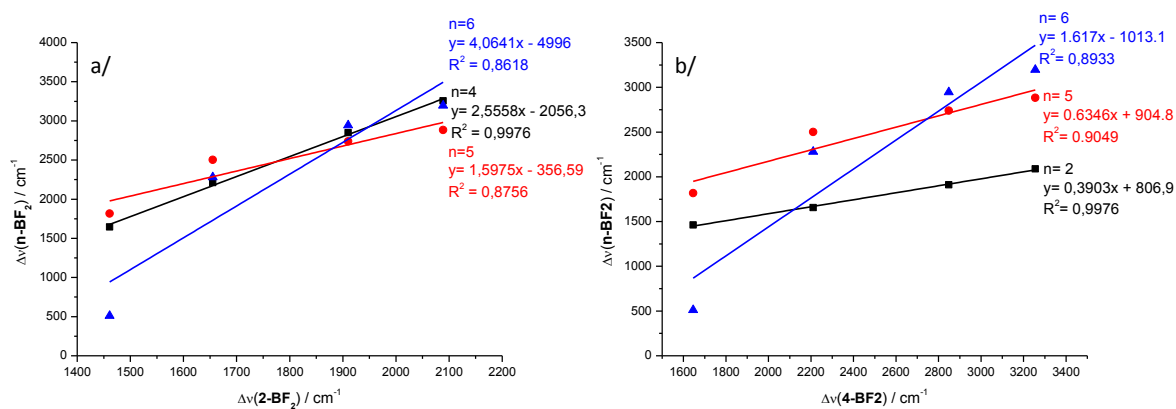 a/
n=6
y= 4,0641x - 4996
R² = 0,8618
n=4
y= 2,5558x - 2056,3
R² = 0,9976
n=5
y= 1,5975x - 356,59
R² = 0,8756
4000
3500
3000
2500
2000
1500
1000
500
0
Δν(n-BF₂) / cm⁻¹
1400 1500 1600 1700 1800 1900 2000 2100 2200
Δν(2-BF₂) / cm⁻¹
b/
n= 6
y= 1.617x - 1013.1
R² = 0,8933
n= 5
y= 0.6346x + 904.8
R². 0.9049
n= 2
y= 0,3903x + 806,9
R²= 0,9976
3500
3000
2500
2000
1500
1000
500
0
Δν(n-BF2) / cm⁻¹
1600 1800 2000 2200 2400 2600 2800 3000 3200 3400
Δν(4-BF2) / cm⁻¹